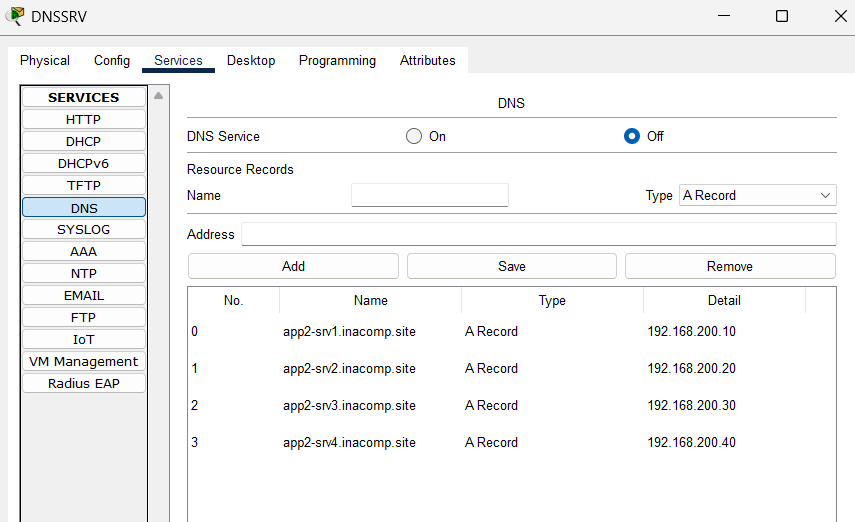 DNSSRV
Physical Config Services Desktop Programming Attributes
SERVICES
HTTP
DHCP
DHCPv6
TFTP
DNS
SYSLOG
AAA
NTP
EMAIL
FTP
IoT
VM Management
Radius EAP
DNS
DNS Service On Off
Resource Records
Name Type A Record
Address
Add Save Remove
No. Name Type Detail
0 app2-srv1.inacomp.site A Record 192.168.200.10
1 app2-srv2.inacomp.site A Record 192.168.200.20
2 app2-srv3.inacomp.site A Record 192.168.200.30
3 app2-srv4.inacomp.site A Record 192.168.200.40